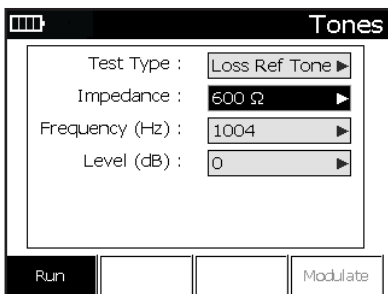 Tones
Test Type : Loss Ref Tone
Impedance : 600 Ω
Frequency (Hz) : 1004
Level (dB) : 0
Run Modulate